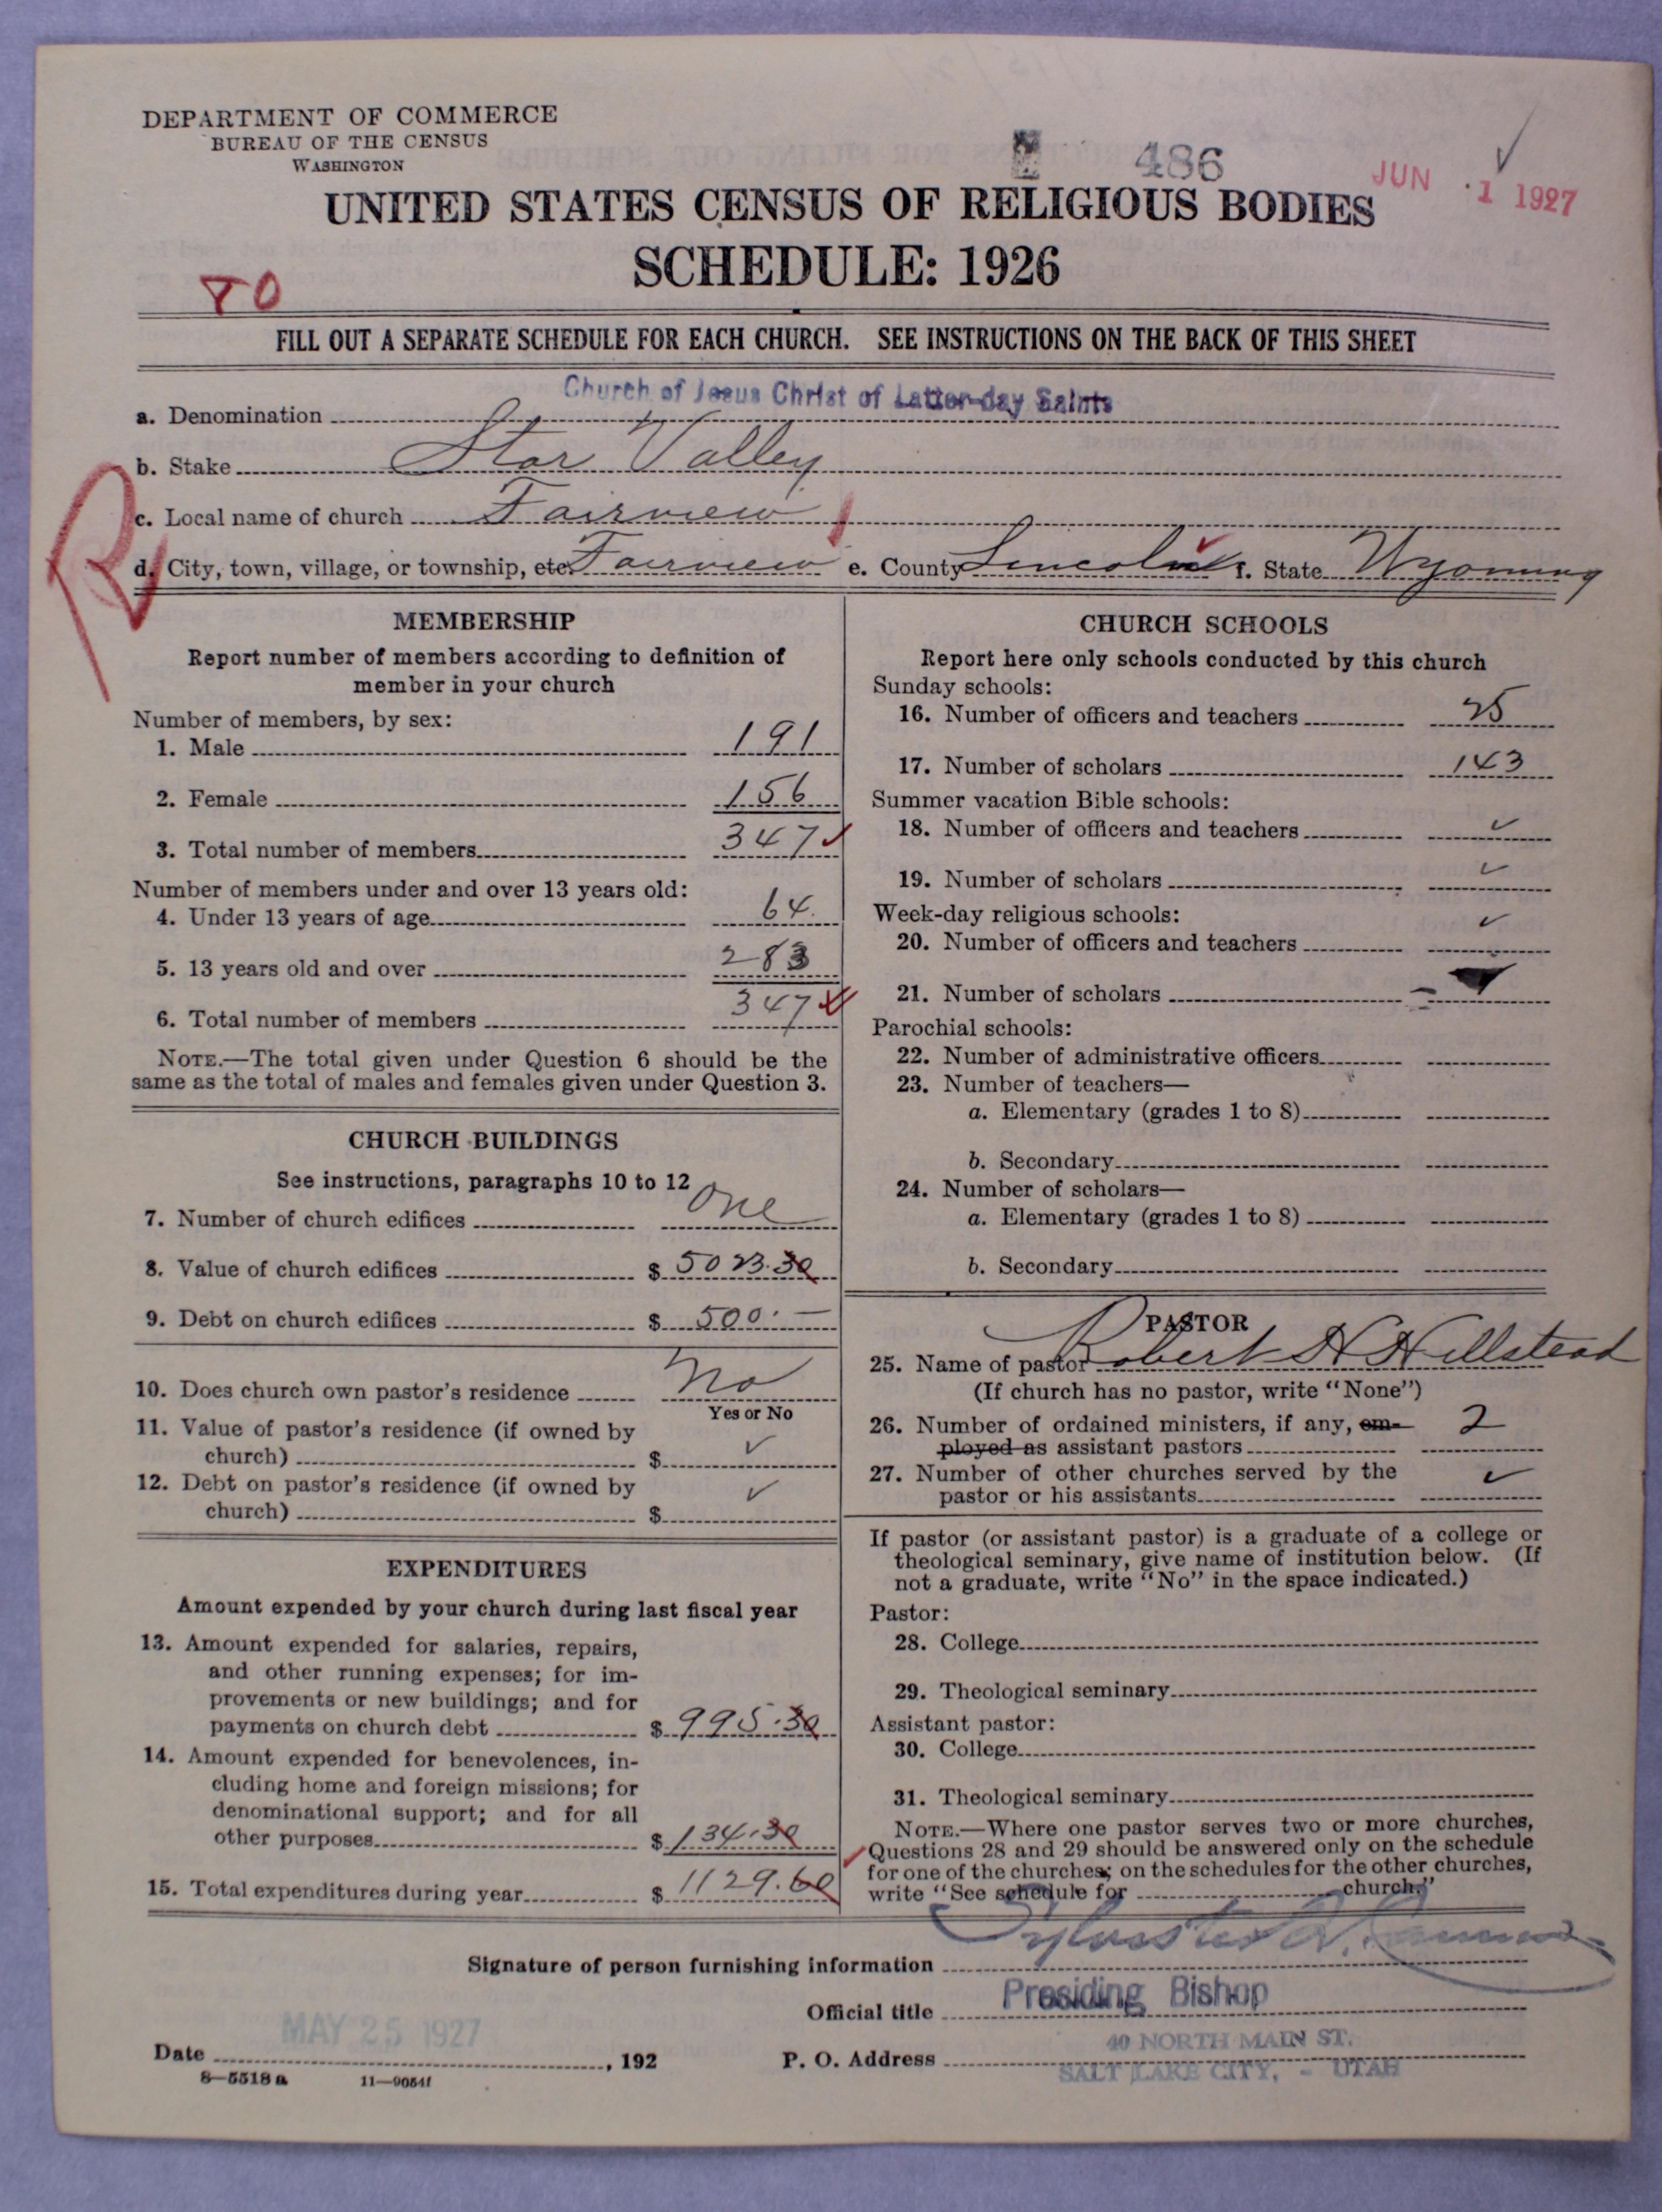 DEPARTMENT OF COMMERCE
BUREAU OF THE CENSUS
WASHINGTON
486
JUN 1 1927
UNITED STATES CENSUS OF RELIGIOUS BODIES
SCHEDULE: 1926
80
FILL OUT A SEPARATE SCHEDULE FOR EACH CHURCH. SEE INSTRUCTIONS ON THE BACK OF THIS SHEET
a. Denomination Church of Jesus Christ of Latter-day Saints
b. Stake Star Valley
c. Local name of church Fairview
R
d. City, town, village, or township, etc. Fairview e. County Lincoln f. State Wyoming
MEMBERSHIP
Report number of members according to definition of
member in your church
Number of members, by sex:
1. Male 191
2. Female 156
3. Total number of members 347
Number of members under and over 13 years old:
4. Under 13 years of age 64
5. 13 years old and over 283
6. Total number of members 347
NOTE.—The total given under Question 6 should be the
same as the total of males and females given under Question 3.
CHURCH BUILDINGS
See instructions, paragraphs 10 to 12
7. Number of church edifices One
8. Value of church edifices $ 5023.30
9. Debt on church edifices $ 500.—
10. Does church own pastor's residence No
Yes or No
11. Value of pastor's residence (if owned by
church) $ ✓
12. Debt on pastor's residence (if owned by
church) $ ✓
EXPENDITURES
Amount expended by your church during last fiscal year
13. Amount expended for salaries, repairs,
and other running expenses; for im-
provements or new buildings; and for
payments on church debt $ 995.30
14. Amount expended for benevolences, in-
cluding home and foreign missions; for
denominational support; and for all
other purposes $ 134.30
15. Total expenditures during year $ 1129.60
CHURCH SCHOOLS
Report here only schools conducted by this church
Sunday schools:
16. Number of officers and teachers 25
17. Number of scholars 143
Summer vacation Bible schools:
18. Number of officers and teachers ✓
19. Number of scholars ✓
Week-day religious schools:
20. Number of officers and teachers ✓
21. Number of scholars
Parochial schools:
22. Number of administrative officers
23. Number of teachers—
a. Elementary (grades 1 to 8)
b. Secondary
24. Number of scholars—
a. Elementary (grades 1 to 8)
b. Secondary
PASTOR
25. Name of pastor Robert H Hillstead
(If church has no pastor, write "None")
26. Number of ordained ministers, if any, em-
ployed as assistant pastors 2
27. Number of other churches served by the
pastor or his assistants ✓
If pastor (or assistant pastor) is a graduate of a college or
theological seminary, give name of institution below. (If
not a graduate, write "No" in the space indicated.)
Pastor:
28. College
29. Theological seminary
Assistant pastor:
30. College
31. Theological seminary
NOTE.—Where one pastor serves two or more churches,
Questions 28 and 29 should be answered only on the schedule
for one of the churches; on the schedules for the other churches,
write "See schedule for church."
Signature of person furnishing information Sylvester Q. Cannon
Official title Presiding Bishop
Date MAY 25 1927, 192
P. O. Address 40 NORTH MAIN ST.
SALT LAKE CITY, - UTAH
8—5518 a 11—9054f